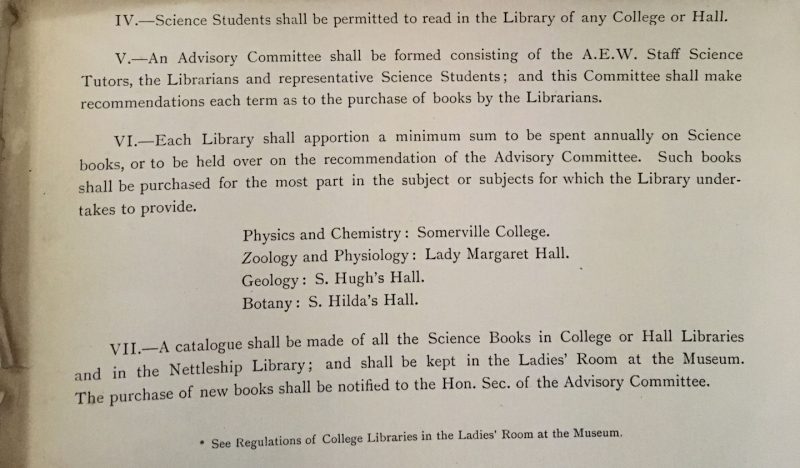 IV.—Science Students shall be permitted to read in the Library of any College or Hall.
V.—An Advisory Committee shall be formed consisting of the A.E.W. Staff Science
Tutors, the Librarians and representative Science Students; and this Committee shall make
recommendations each term as to the purchase of books by the Librarians.
VI.—Each Library shall apportion a minimum sum to be spent annually on Science
books, or to be held over on the recommendation of the Advisory Committee. Such books
shall be purchased for the most part in the subject or subjects for which the Library under-
takes to provide.
Physics and Chemistry: Somerville College.
Zoology and Physiology: Lady Margaret Hall.
Geology: S. Hugh's Hall.
Botany: S. Hilda's Hall.
VII.—A catalogue shall be made of all the Science Books in College or Hall Libraries
and in the Nettleship Library; and shall be kept in the Ladies' Room at the Museum.
The purchase of new books shall be notified to the Hon. Sec. of the Advisory Committee.
* See Regulations of College Libraries in the Ladies' Room at the Museum.